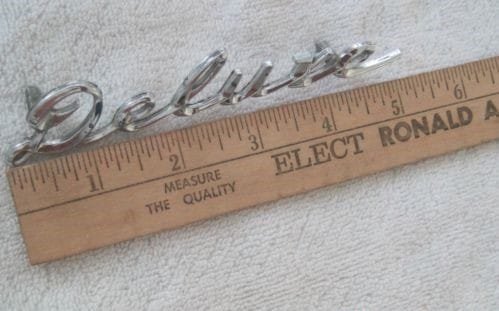 Deluxe
1 2 3 4 5 6
MEASURE
THE QUALITY
ELECT RONALD A